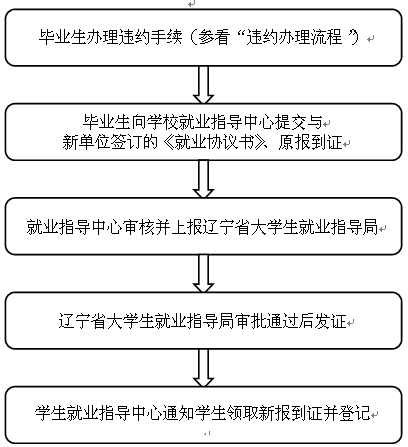 毕业生办理违约手续（参看“违约办理流程 ”）
毕业生向学校就业指导中心提交与
新单位签订的《就业协议书》、原报到证
就业指导中心审核并上报辽宁省大学生就业指导局
辽宁省大学生就业指导局审批通过后发证
学生就业指导中心通知学生领取新报到证并登记